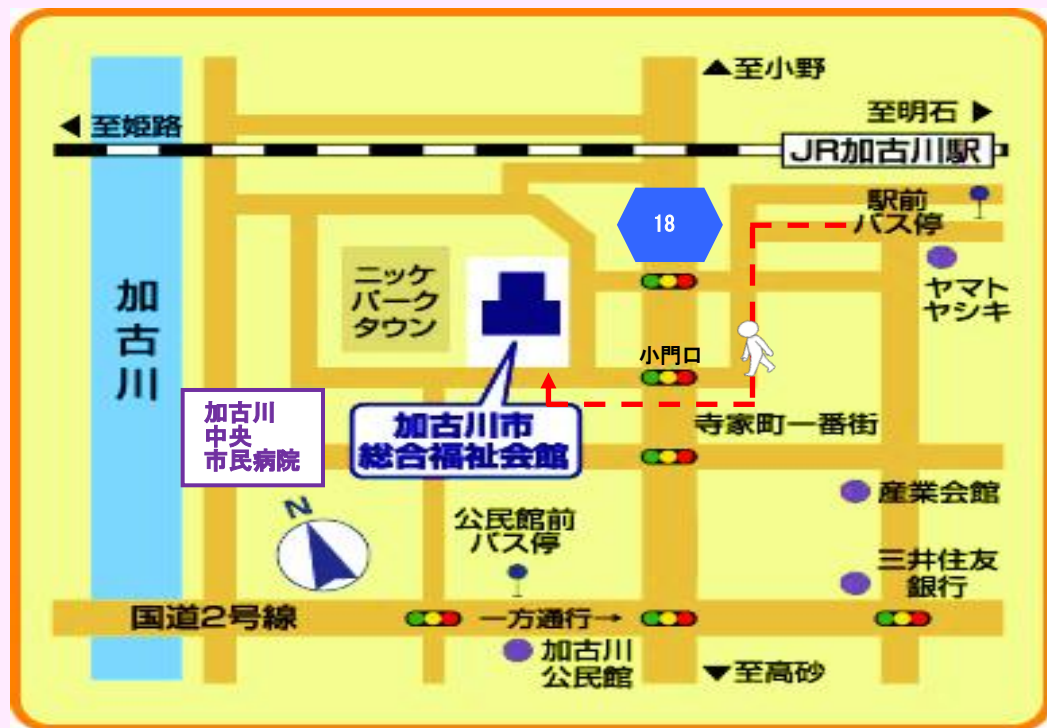 ▲至小野
至明石 ▶
◀ 至姫路
JR加古川駅
駅前
バス停
18
ヤマト
ヤシキ
ニッケ
パーク
タウン
加古川
小門口
加古川
中央
市民病院
加古川市
総合福祉会館
寺家町一番街
N
公民館前
バス停
産業会館
三井住友
銀行
国道2号線
一方通行→
加古川
公民館
▼至高砂